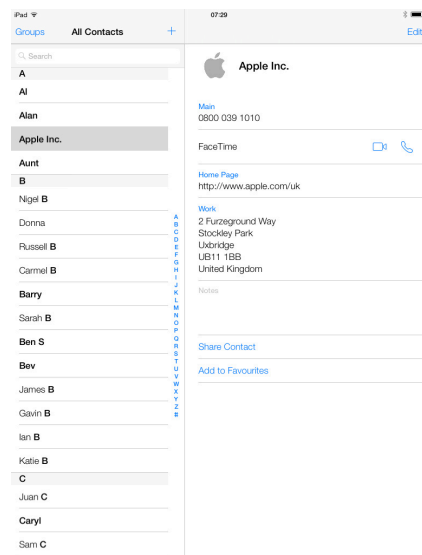 iPad
07:29
Groups
All Contacts
+
Edit
Search
A
Al
Alan
Apple Inc.
Aunt
B
Nigel B
Donna
Russell B
Carmel B
Barry
Sarah B
Ben S
Bev
James B
Gavin B
Ian B
Katie B
C
Juan C
Caryl
Sam C
A
B
C
D
E
F
G
H
I
J
K
L
M
N
O
P
Q
R
S
T
U
V
W
X
Y
Z
#
Apple Inc.
Main
0800 039 1010
FaceTime
Home Page
http://www.apple.com/uk
Work
2 Furzeground Way
Stockley Park
Uxbridge
UB11 1BB
United Kingdom
Notes
Share Contact
Add to Favourites